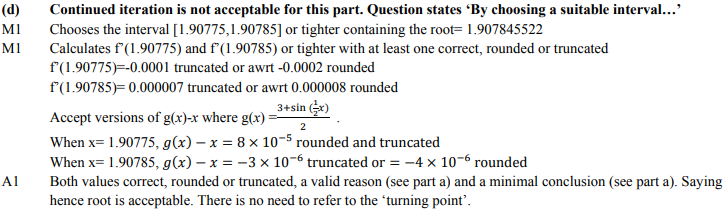 (d) Continued iteration is not acceptable for this part. Question states ‘By choosing a suitable interval…’
M1 Chooses the interval [1.90775,1.90785] or tighter containing the root= 1.907845522
M1 Calculates f’(1.90775) and f’(1.90785) or tighter with at least one correct, rounded or truncated
f’(1.90775)=-0.0001 truncated or awrt -0.0002 rounded
f’(1.90785)= 0.000007 truncated or awrt 0.000008 rounded
Accept versions of g(x)-x where g(x) = \frac{3+\sin(\frac{1}{2}x)}{2} .
When x= 1.90775, g(x) − x = 8 × 10⁻⁵ rounded and truncated
When x= 1.90785, g(x) − x = −3 × 10⁻⁶ truncated or = −4 × 10⁻⁶ rounded
A1 Both values correct, rounded or truncated, a valid reason (see part a) and a minimal conclusion (see part a). Saying
hence root is acceptable. There is no need to refer to the ‘turning point’.